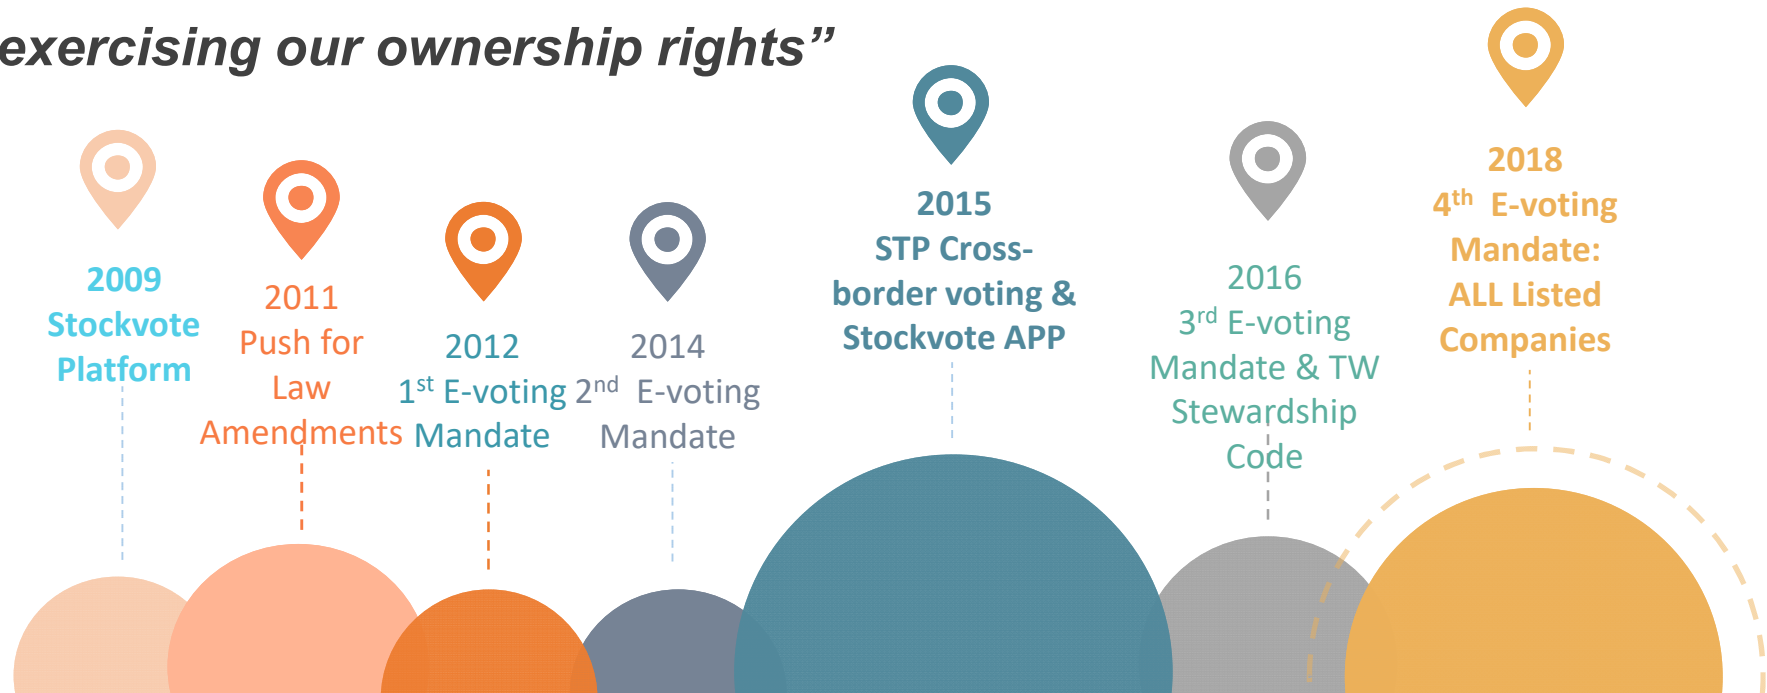 exercising our ownership rights”
2009
Stockvote
Platform
2011
Push for
Law
Amendments
2012
1st E-voting
Mandate
2014
2nd E-voting
Mandate
2015
STP Cross-
border voting &
Stockvote APP
2016
3rd E-voting
Mandate & TW
Stewardship
Code
2018
4th E-voting
Mandate:
ALL Listed
Companies